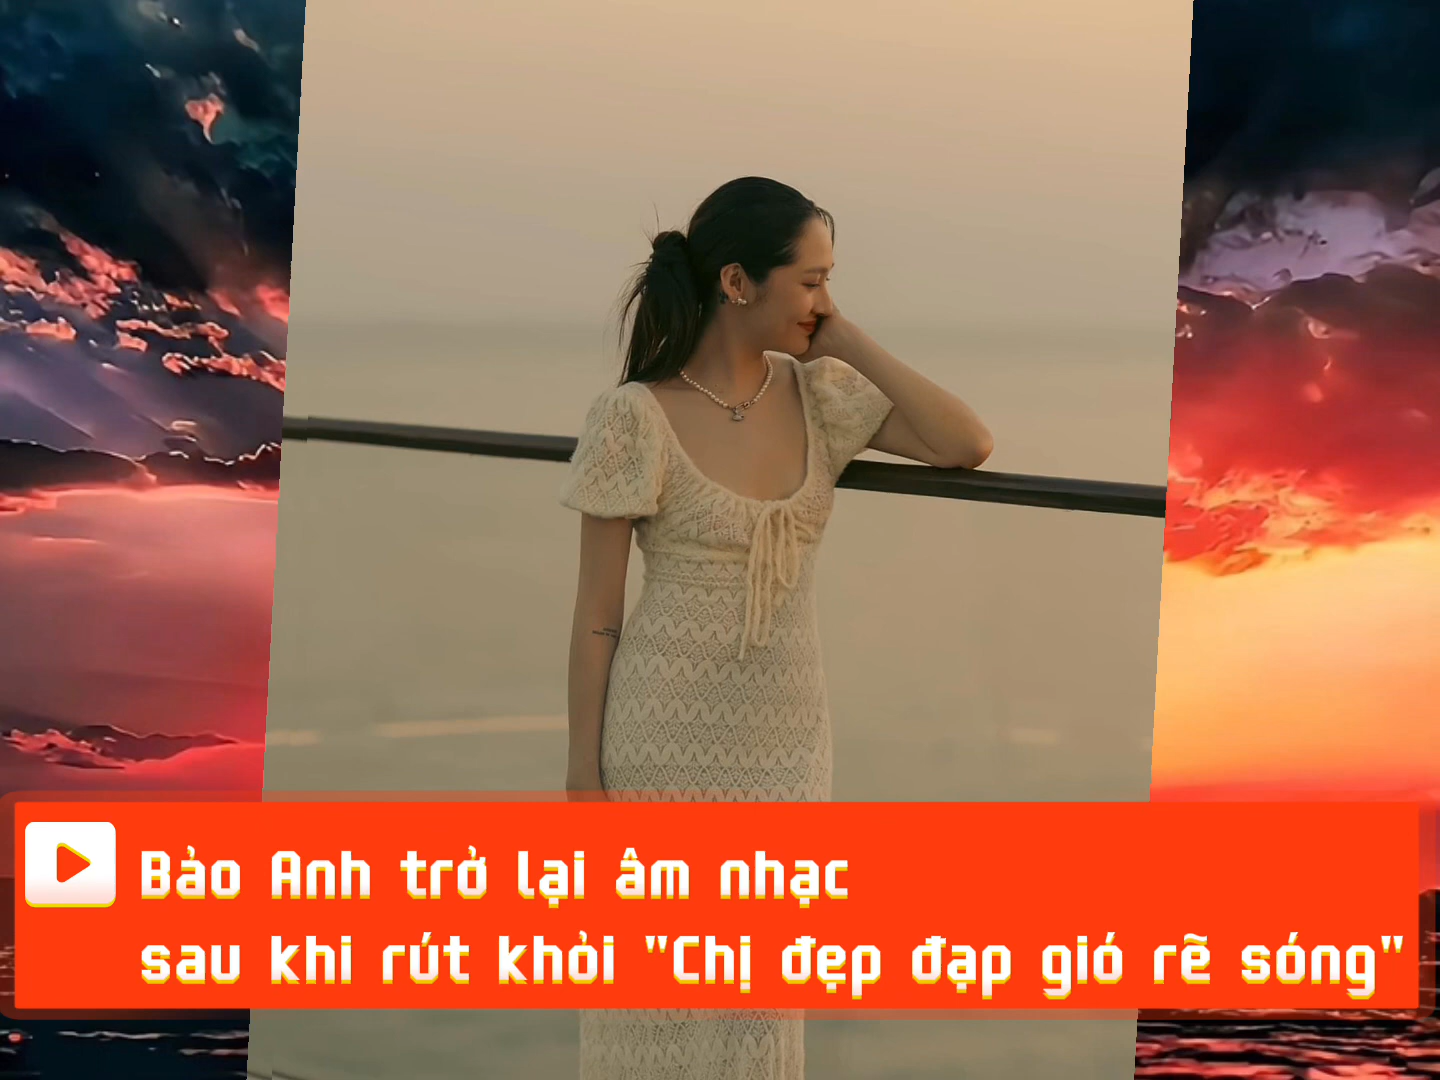 Bảo Anh trở lại âm nhạc
sau khi rút khỏi "Chị đẹp đạp gió rẽ sóng"